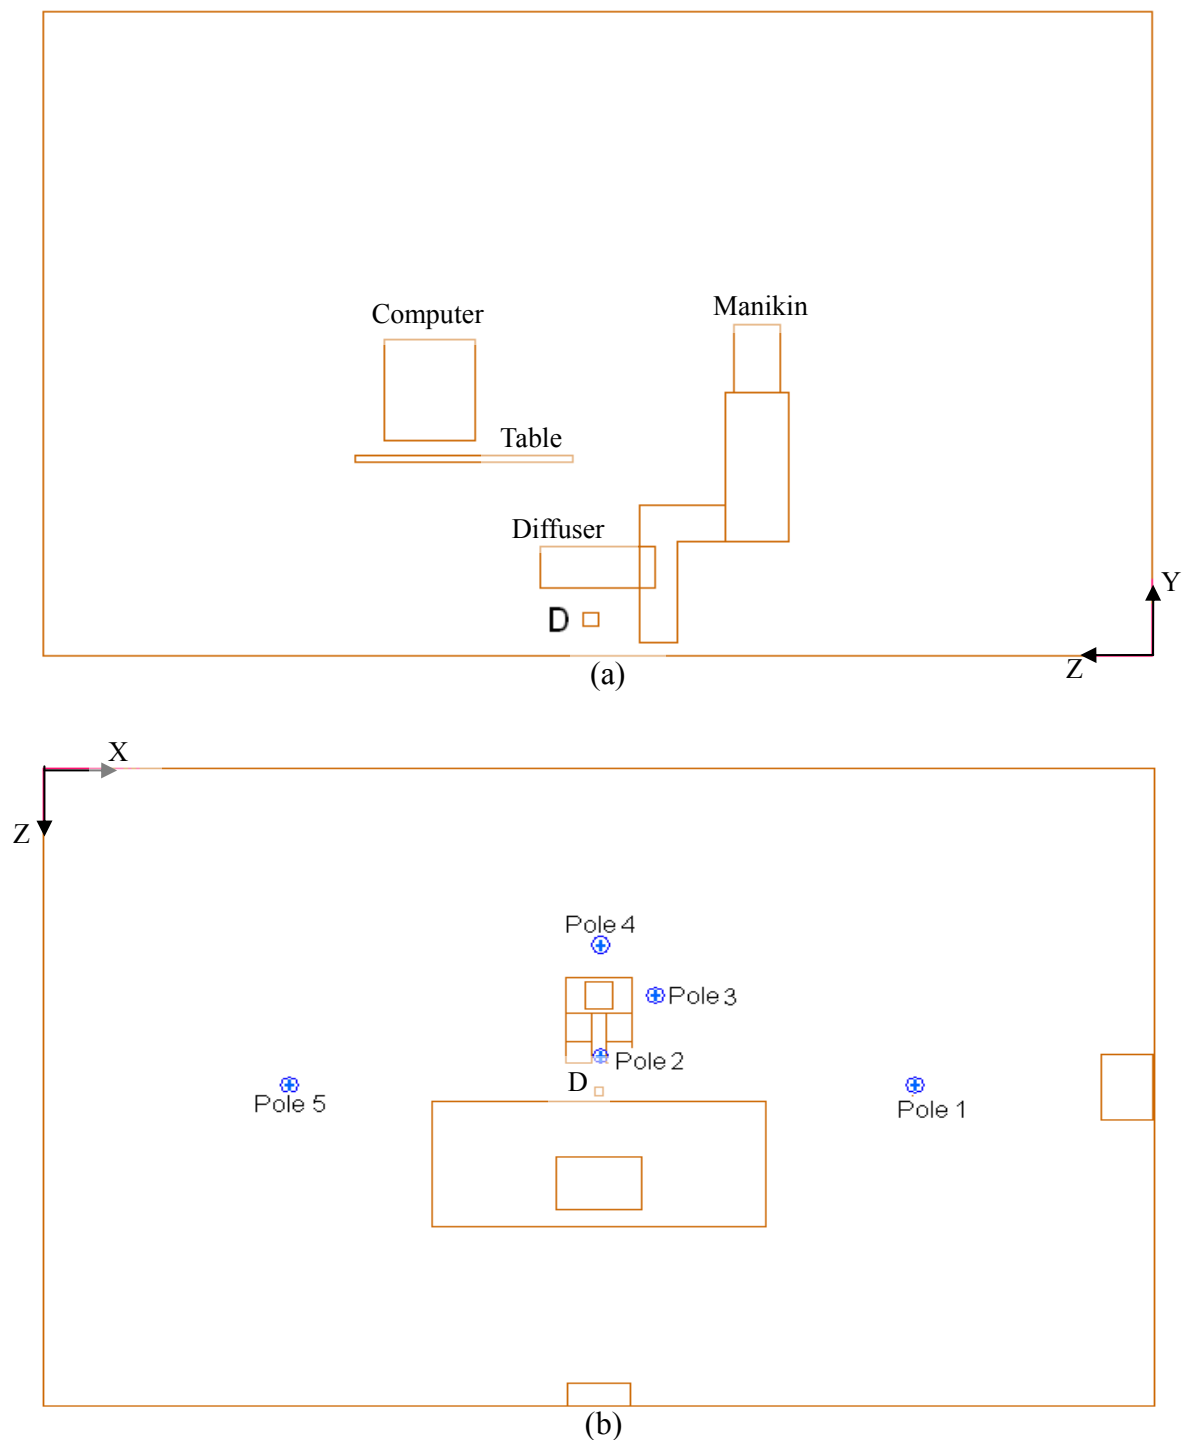 Computer
Manikin
Table
Diffuser
D
Y
Z
(a)
X
Z
Pole 4
Pole 3
Pole 2
D
Pole 5
Pole 1
(b)